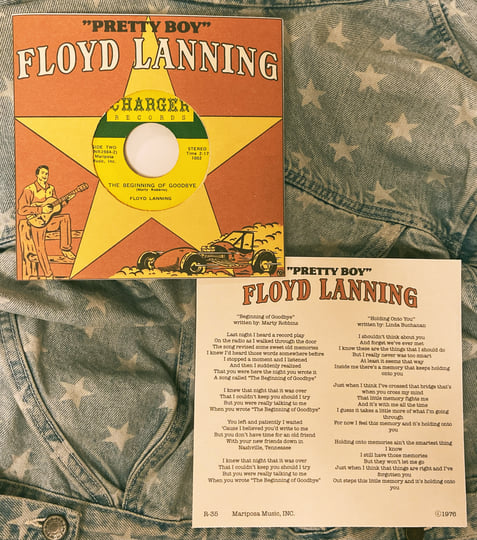 "PRETTY BOY"
FLOYD LANNING
CHARGER
RECORDS
SIDE TWO
Mariposa
Music, Inc.
STEREO
Time 2:17
1002
THE BEGINNING OF GOODBYE
(Marty Robbins)
FLOYD LANNING
"PRETTY BOY"
FLOYD LANNING
"Beginning of Goodbye"
written by: Marty Robbins
Last night I heard a record play
On the radio as I walked through the door
The song revived some sweet old memories
I knew I'd heard those words somewhere before
I stopped a moment and I listened
And then I suddenly realized
That you were here the night you wrote it
A song called "The Beginning of Goodbye"
I knew that night that it was over
That I couldn't keep you should I try
But you were really talking to me
When you wrote "The Beginning of Goodbye"
You left and patiently I waited
'Cause I believed you'd write to me
But you don't have time for an old friend
With your new friends down in
Nashville, Tennessee
I knew that night that it was over
That I couldn't keep you should I try
But you were really talking to me
When you wrote "The Beginning of Goodbye"
"Holding Onto You"
written by: Linda Buchanan
I shouldn't think about you
And forget we've ever met
I know these are the things that I should do
But I really never was too smart
At least it seems that way
Inside me there's a memory that keeps holding
onto you
Just when I think I've crossed that bridge that's
when you cross my mind
That little memory fights me
And it's with me all the time
I guess it takes a little more of what I'm going
through
For now I feel this memory and it's holding onto
you
Holding onto memories ain't the smartest thing
I know
I still have those memories
But they won't let me go
Just when I think that things are right and I've
forgotten you
Out steps this little memory and it's holding onto
you
R-35
Mariposa Music, INC.
©1976